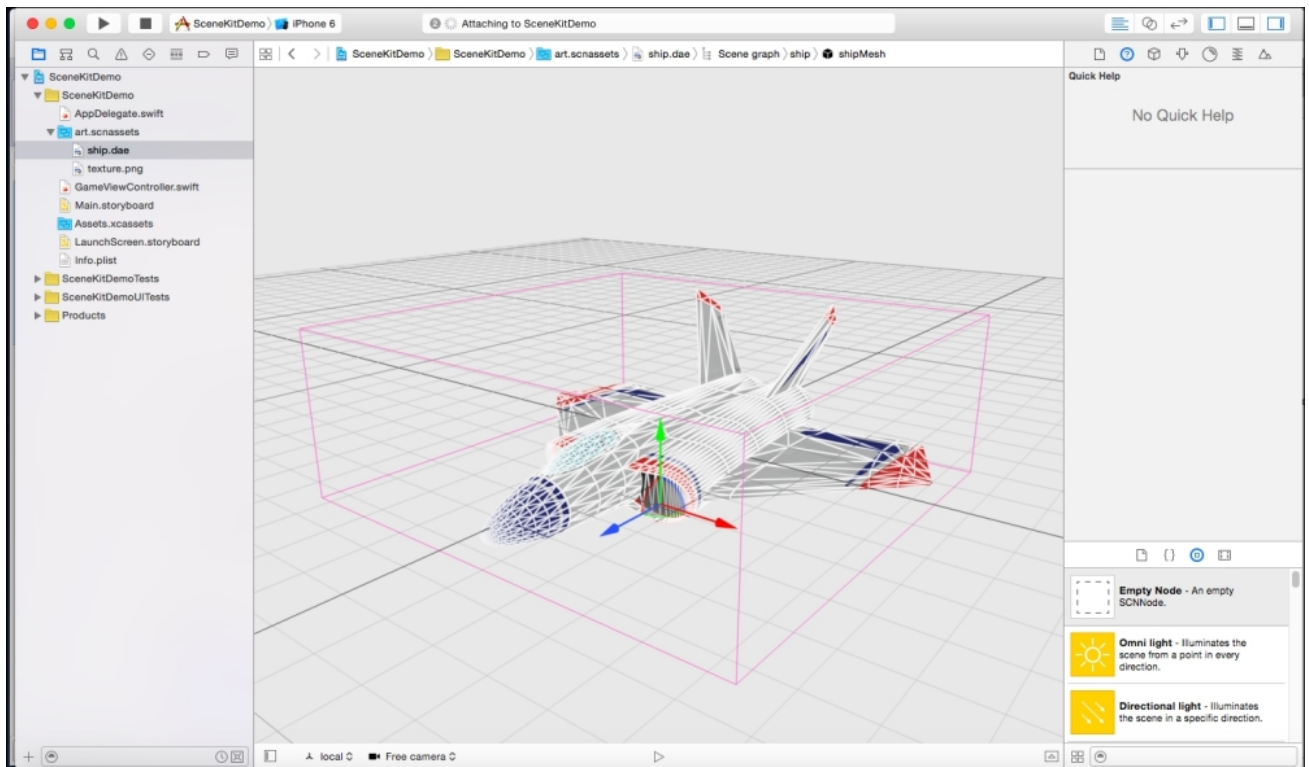 SceneKitDemo
iPhone 6
Attaching to SceneKitDemo
SceneKitDemo
SceneKitDemo
art.scnassets
ship.dae
Scene graph
ship
shipMesh
SceneKitDemo
SceneKitDemo
AppDelegate.swift
art.scnassets
ship.dae
texture.png
GameViewController.swift
Main.storyboard
Assets.xcassets
LaunchScreen.storyboard
Info.plist
SceneKitDemoTests
SceneKitDemoUITests
Products
Quick Help
No Quick Help
Empty Node - An empty
SCNNode.
Omni light - Illuminates the
scene from a point in every
direction.
Directional light - Illuminates
the scene in a specific direction.
local
Free camera